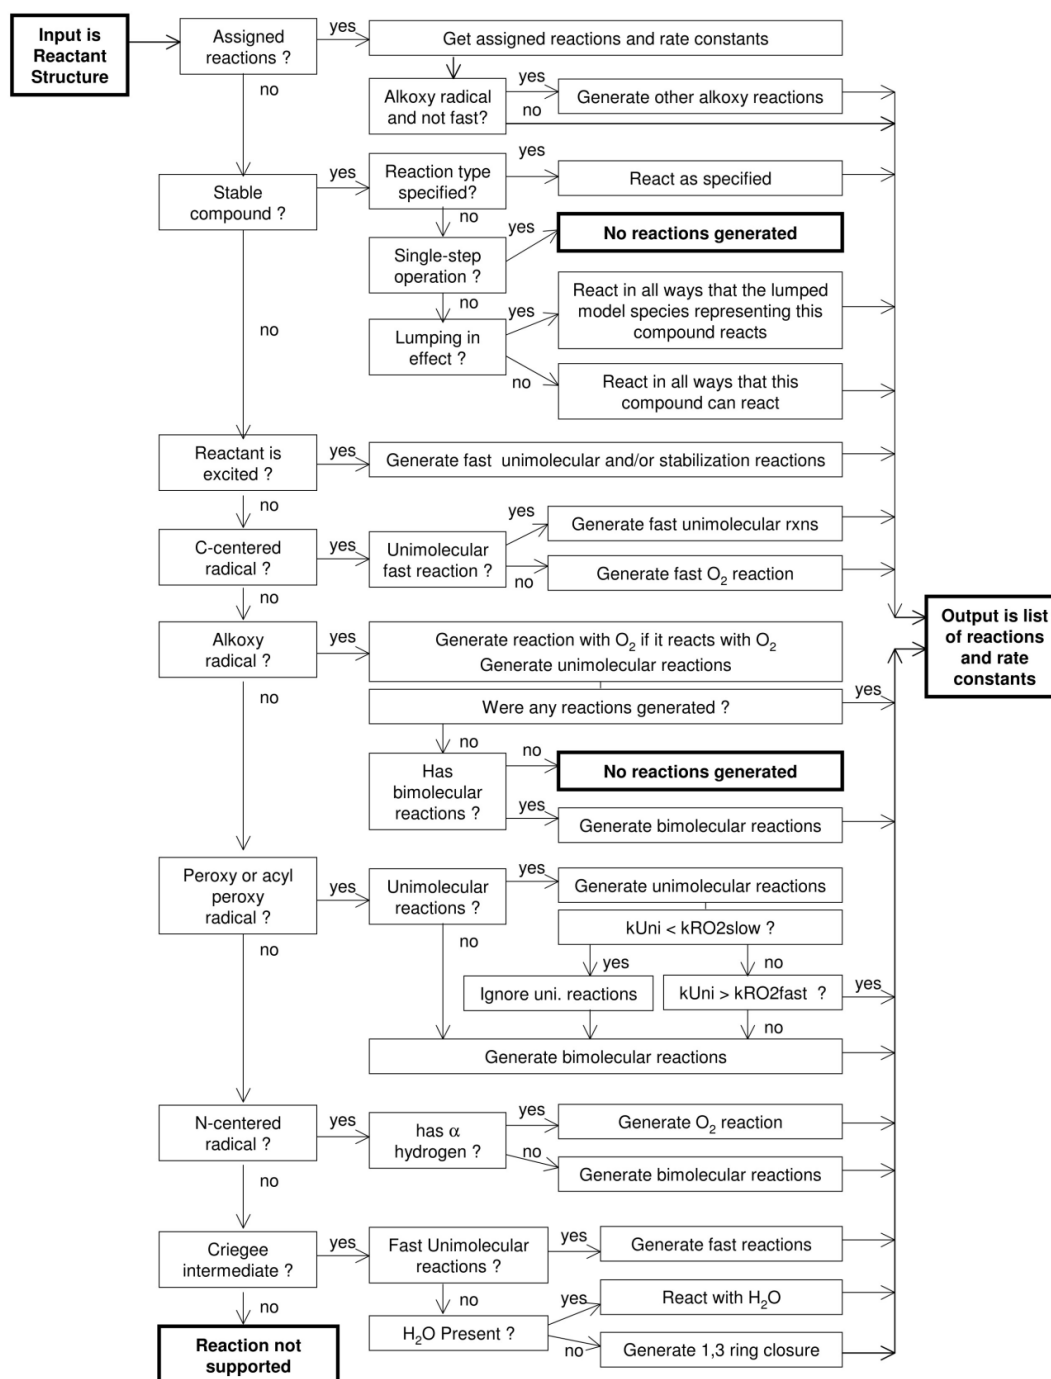 Input is
Reactant
Structure
Assigned
reactions ?
yes
Get assigned reactions and rate constants
no
Alkoxy radical
and not fast?
yes
no
Generate other alkoxy reactions
Stable
compound ?
yes
Reaction type
specified?
yes
React as specified
no
Single-step
operation ?
yes
No reactions generated
no
Lumping in
effect ?
yes
React in all ways that the lumped
model species representing this
compound reacts
no
React in all ways that this
compound can react
no
Reactant is
excited ?
yes
Generate fast unimolecular and/or stabilization reactions
no
C-centered
radical ?
yes
Unimolecular
fast reaction ?
yes
Generate fast unimolecular rxns
no
Generate fast O₂ reaction
no
Output is list
of reactions
and rate
constants
Alkoxy
radical ?
yes
Generate reaction with O₂ if it reacts with O₂
Generate unimolecular reactions
Were any reactions generated ?
yes
no
no
Has
bimolecular
reactions ?
no
No reactions generated
yes
Generate bimolecular reactions
Peroxy or acyl
peroxy
radical ?
yes
Unimolecular
reactions ?
yes
Generate unimolecular reactions
kUni < kRO2slow ?
no
no
yes
no
Ignore uni. reactions
kUni > kRO2fast ?
yes
no
Generate bimolecular reactions
N-centered
radical ?
yes
has α
hydrogen ?
yes
Generate O₂ reaction
no
Generate bimolecular reactions
no
Criegee
intermediate ?
yes
Fast Unimolecular
reactions ?
yes
Generate fast reactions
no
no
H₂O Present ?
yes
React with H₂O
no
Generate 1,3 ring closure
Reaction not
supported